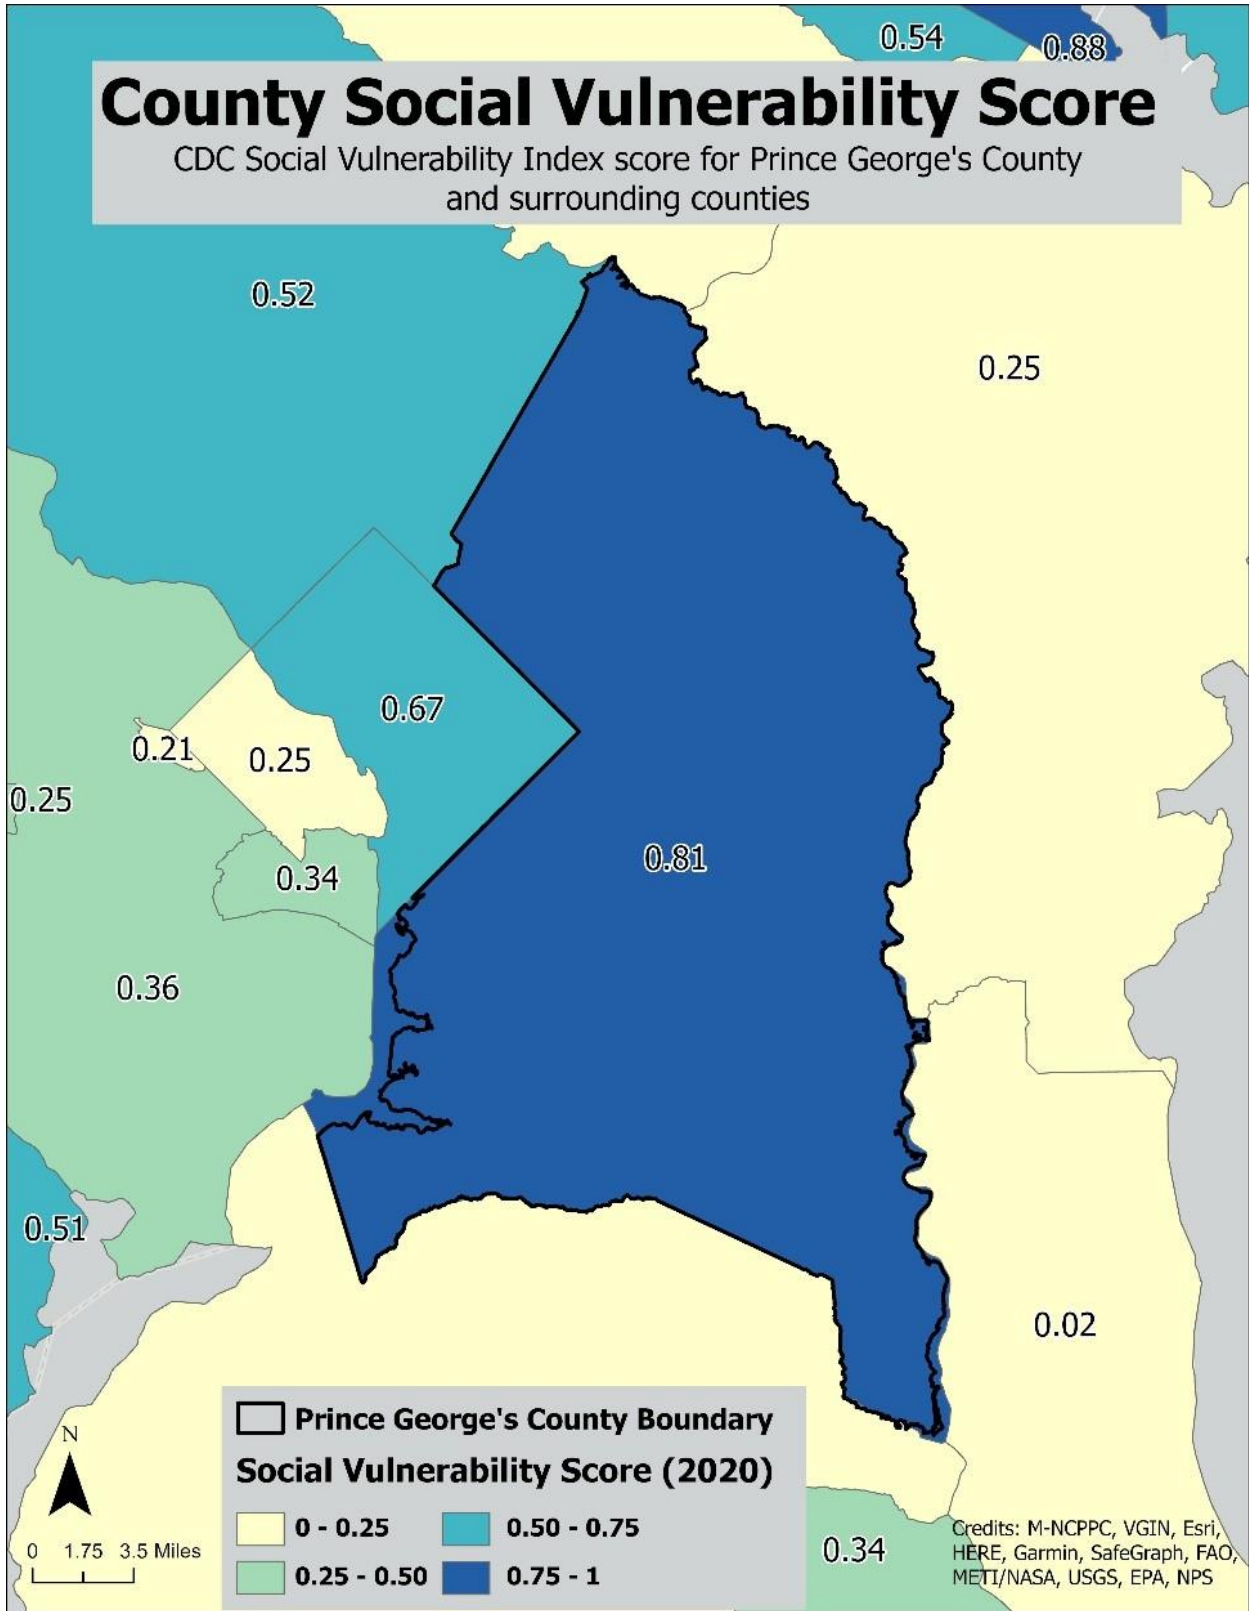 0.54
0.88
County Social Vulnerability Score
CDC Social Vulnerability Index score for Prince George's County
and surrounding counties
0.52
0.25
0.67
0.21
0.25
0.25
0.81
0.34
0.36
0.51
0.02
Prince George's County Boundary
Social Vulnerability Score (2020)
0 - 0.25
0.50 - 0.75
0.25 - 0.50
0.75 - 1
N
0 1.75 3.5 Miles
0.34
Credits: M-NCPPC, VGIN, Esri,
HERE, Garmin, SafeGraph, FAO,
METI/NASA, USGS, EPA, NPS